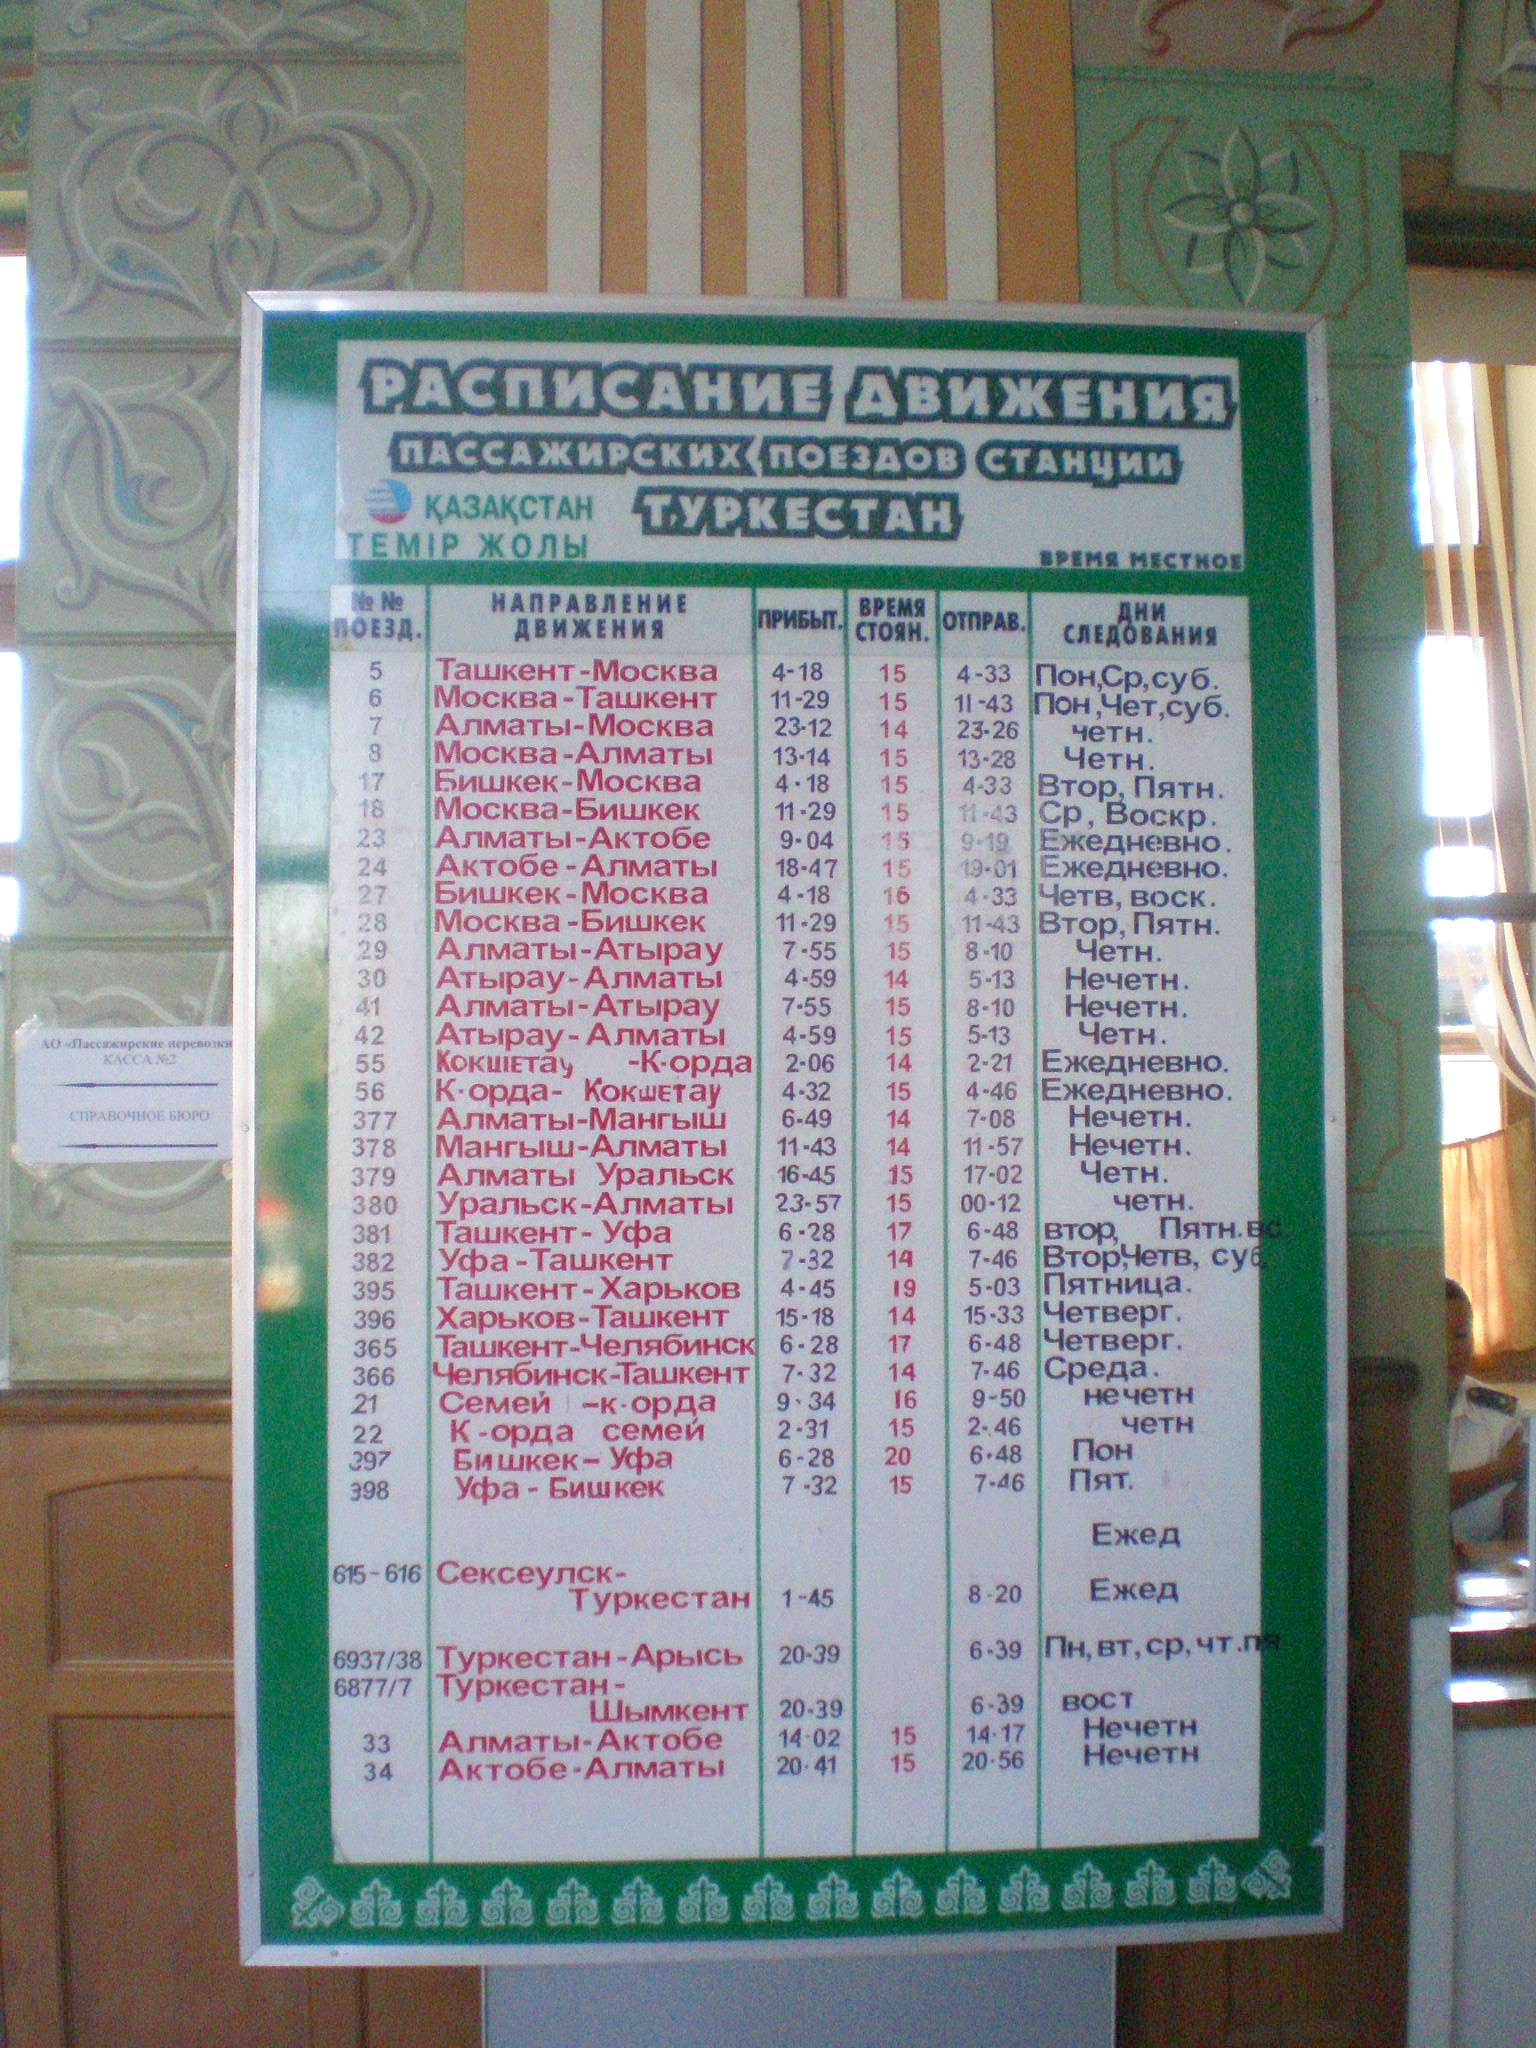 РАСПИСАНИЕ ДВИЖЕНИЯ
ПАССАЖИРСКИХ ПОЕЗДОВ СТАНЦИИ
ТУРКЕСТАН
ҚАЗАҚСТАН
ТЕМІР ЖОЛЫ
ВРЕМЯ МЕСТНОЕ
№ № ПОЕЗД. НАПРАВЛЕНИЕ ДВИЖЕНИЯ ПРИБЫТ. ВРЕМЯ СТОЯН. ОТПРАВ. ДНИ СЛЕДОВАНИЯ
5 Ташкент-Москва 4-18 15 4-33 Пон,Ср,суб.
6 Москва-Ташкент 11-29 15 11-43 Пон,Чет,суб.
7 Алматы-Москва 23-12 14 23-26 четн.
8 Москва-Алматы 13-14 15 13-28 Четн.
17 Бишкек-Москва 4-18 15 4-33 Втор, Пятн.
18 Москва-Бишкек 11-29 15 11-43 Ср, Воскр.
23 Алматы-Актобе 9-04 15 9-19 Ежедневно.
24 Актобе-Алматы 18-47 15 19-01 Ежедневно.
27 Бишкек-Москва 4-18 16 4-33 Четв, воск.
28 Москва-Бишкек 11-29 15 11-43 Втор, Пятн.
29 Алматы-Атырау 7-55 15 8-10 Четн.
30 Атырау-Алматы 4-59 14 5-13 Нечетн.
41 Алматы-Атырау 7-55 15 8-10 Нечетн.
42 Атырау-Алматы 4-59 15 5-13 Четн.
55 Кокшетау -К·орда 2-06 14 2-21 Ежедневно.
56 К·орда- Кокшетау 4-32 15 4-46 Ежедневно.
377 Алматы-Мангыш 6-49 14 7-08 Нечетн.
378 Мангыш-Алматы 11-43 14 11-57 Нечетн.
379 Алматы Уральск 16-45 15 17-02 Четн.
380 Уральск-Алматы 23-57 15 00-12 четн.
381 Ташкент-Уфа 6-28 17 6-48 втор, Пятн.вс
382 Уфа-Ташкент 7-32 14 7-46 Втор,Четв, суб.
395 Ташкент-Харьков 4-45 19 5-03 Пятница.
396 Харьков-Ташкент 15-18 14 15-33 Четверг.
365 Ташкент-Челябинск 6-28 17 6-48 Четверг.
366 Челябинск-Ташкент 7-32 14 7-46 Среда.
21 Семей -к·орда 9-34 16 9-50 нечетн
22 К-орда семей 2-31 15 2-46 четн
397 Бишкек-Уфа 6-28 20 6-48 Пон
398 Уфа-Бишкек 7-32 15 7-46 Пят.
Ежед
615-616 Сексеулск-
Туркестан 1-45 8-20 Ежед
6937/38 Туркестан-Арысь 20-39 6-39 Пн,вт,ср,чт.пя
6877/7 Туркестан-
Шымкент 20-39 6-39 вост
33 Алматы-Актобе 14-02 15 14-17 Нечетн
34 Актобе-Алматы 20-41 15 20-56 Нечетн
АО «Пассажирские перевозки
КАССА №2
СПРАВОЧНОЕ БЮРО